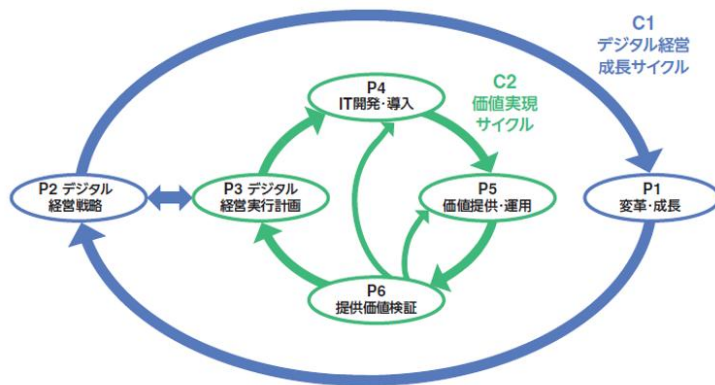 C1
デジタル経営
成長サイクル
P4
IT開発・導入
C2
価値実現
サイクル
P2 デジタル
経営戦略
P3 デジタル
経営実行計画
P5
価値提供・運用
P1
変革・成長
P6
提供価値検証